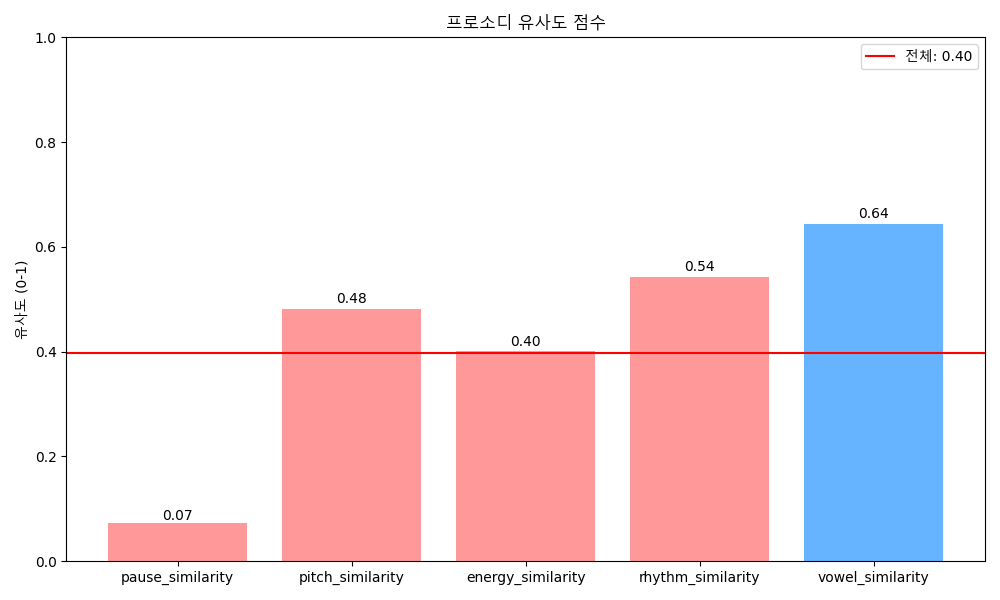 프로소디 유사도 점수
전체: 0.40
유사도 (0-1)
1.0
0.8
0.6
0.4
0.2
0.0
0.07
0.48
0.40
0.54
0.64
pause_similarity
pitch_similarity
energy_similarity
rhythm_similarity
vowel_similarity